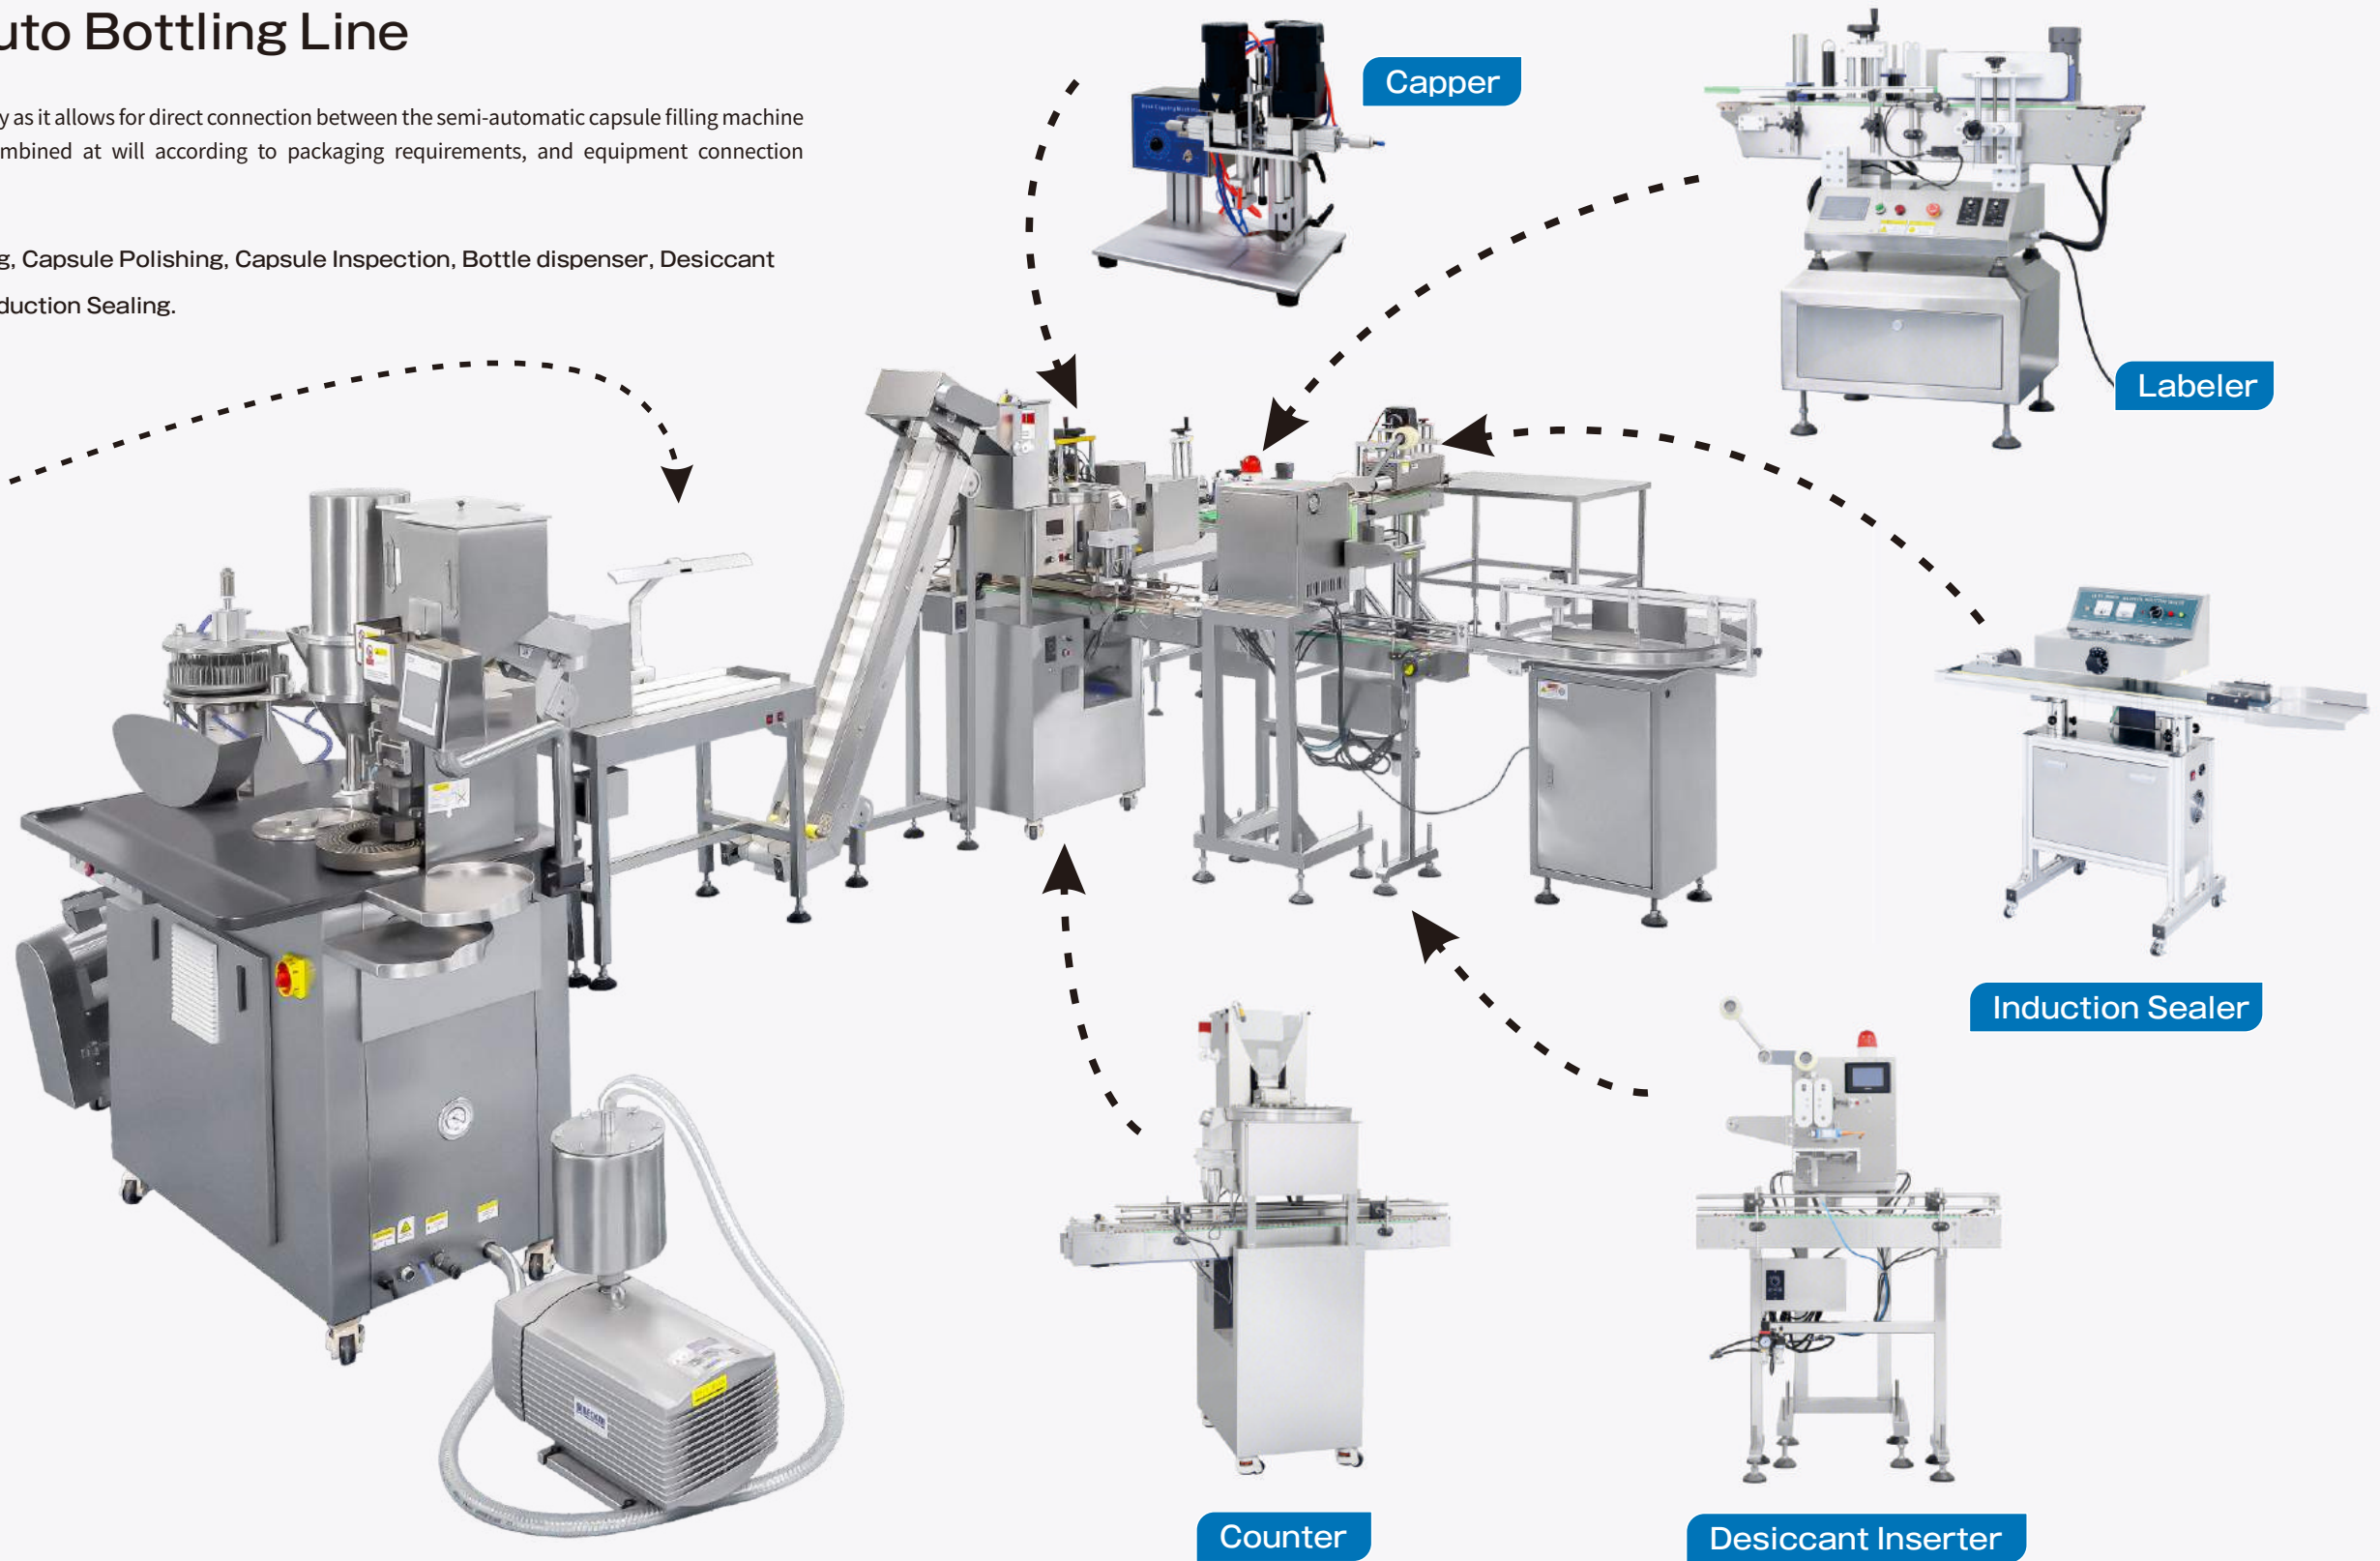 uto Bottling Line
y as it allows for direct connection between the semi-automatic capsule filling machine
mbined at will according to packaging requirements, and equipment connection
g, Capsule Polishing, Capsule Inspection, Bottle dispenser, Desiccant
duction Sealing.
Capper
Labeler
Induction Sealer
Counter
Desiccant Inserter
BECKER